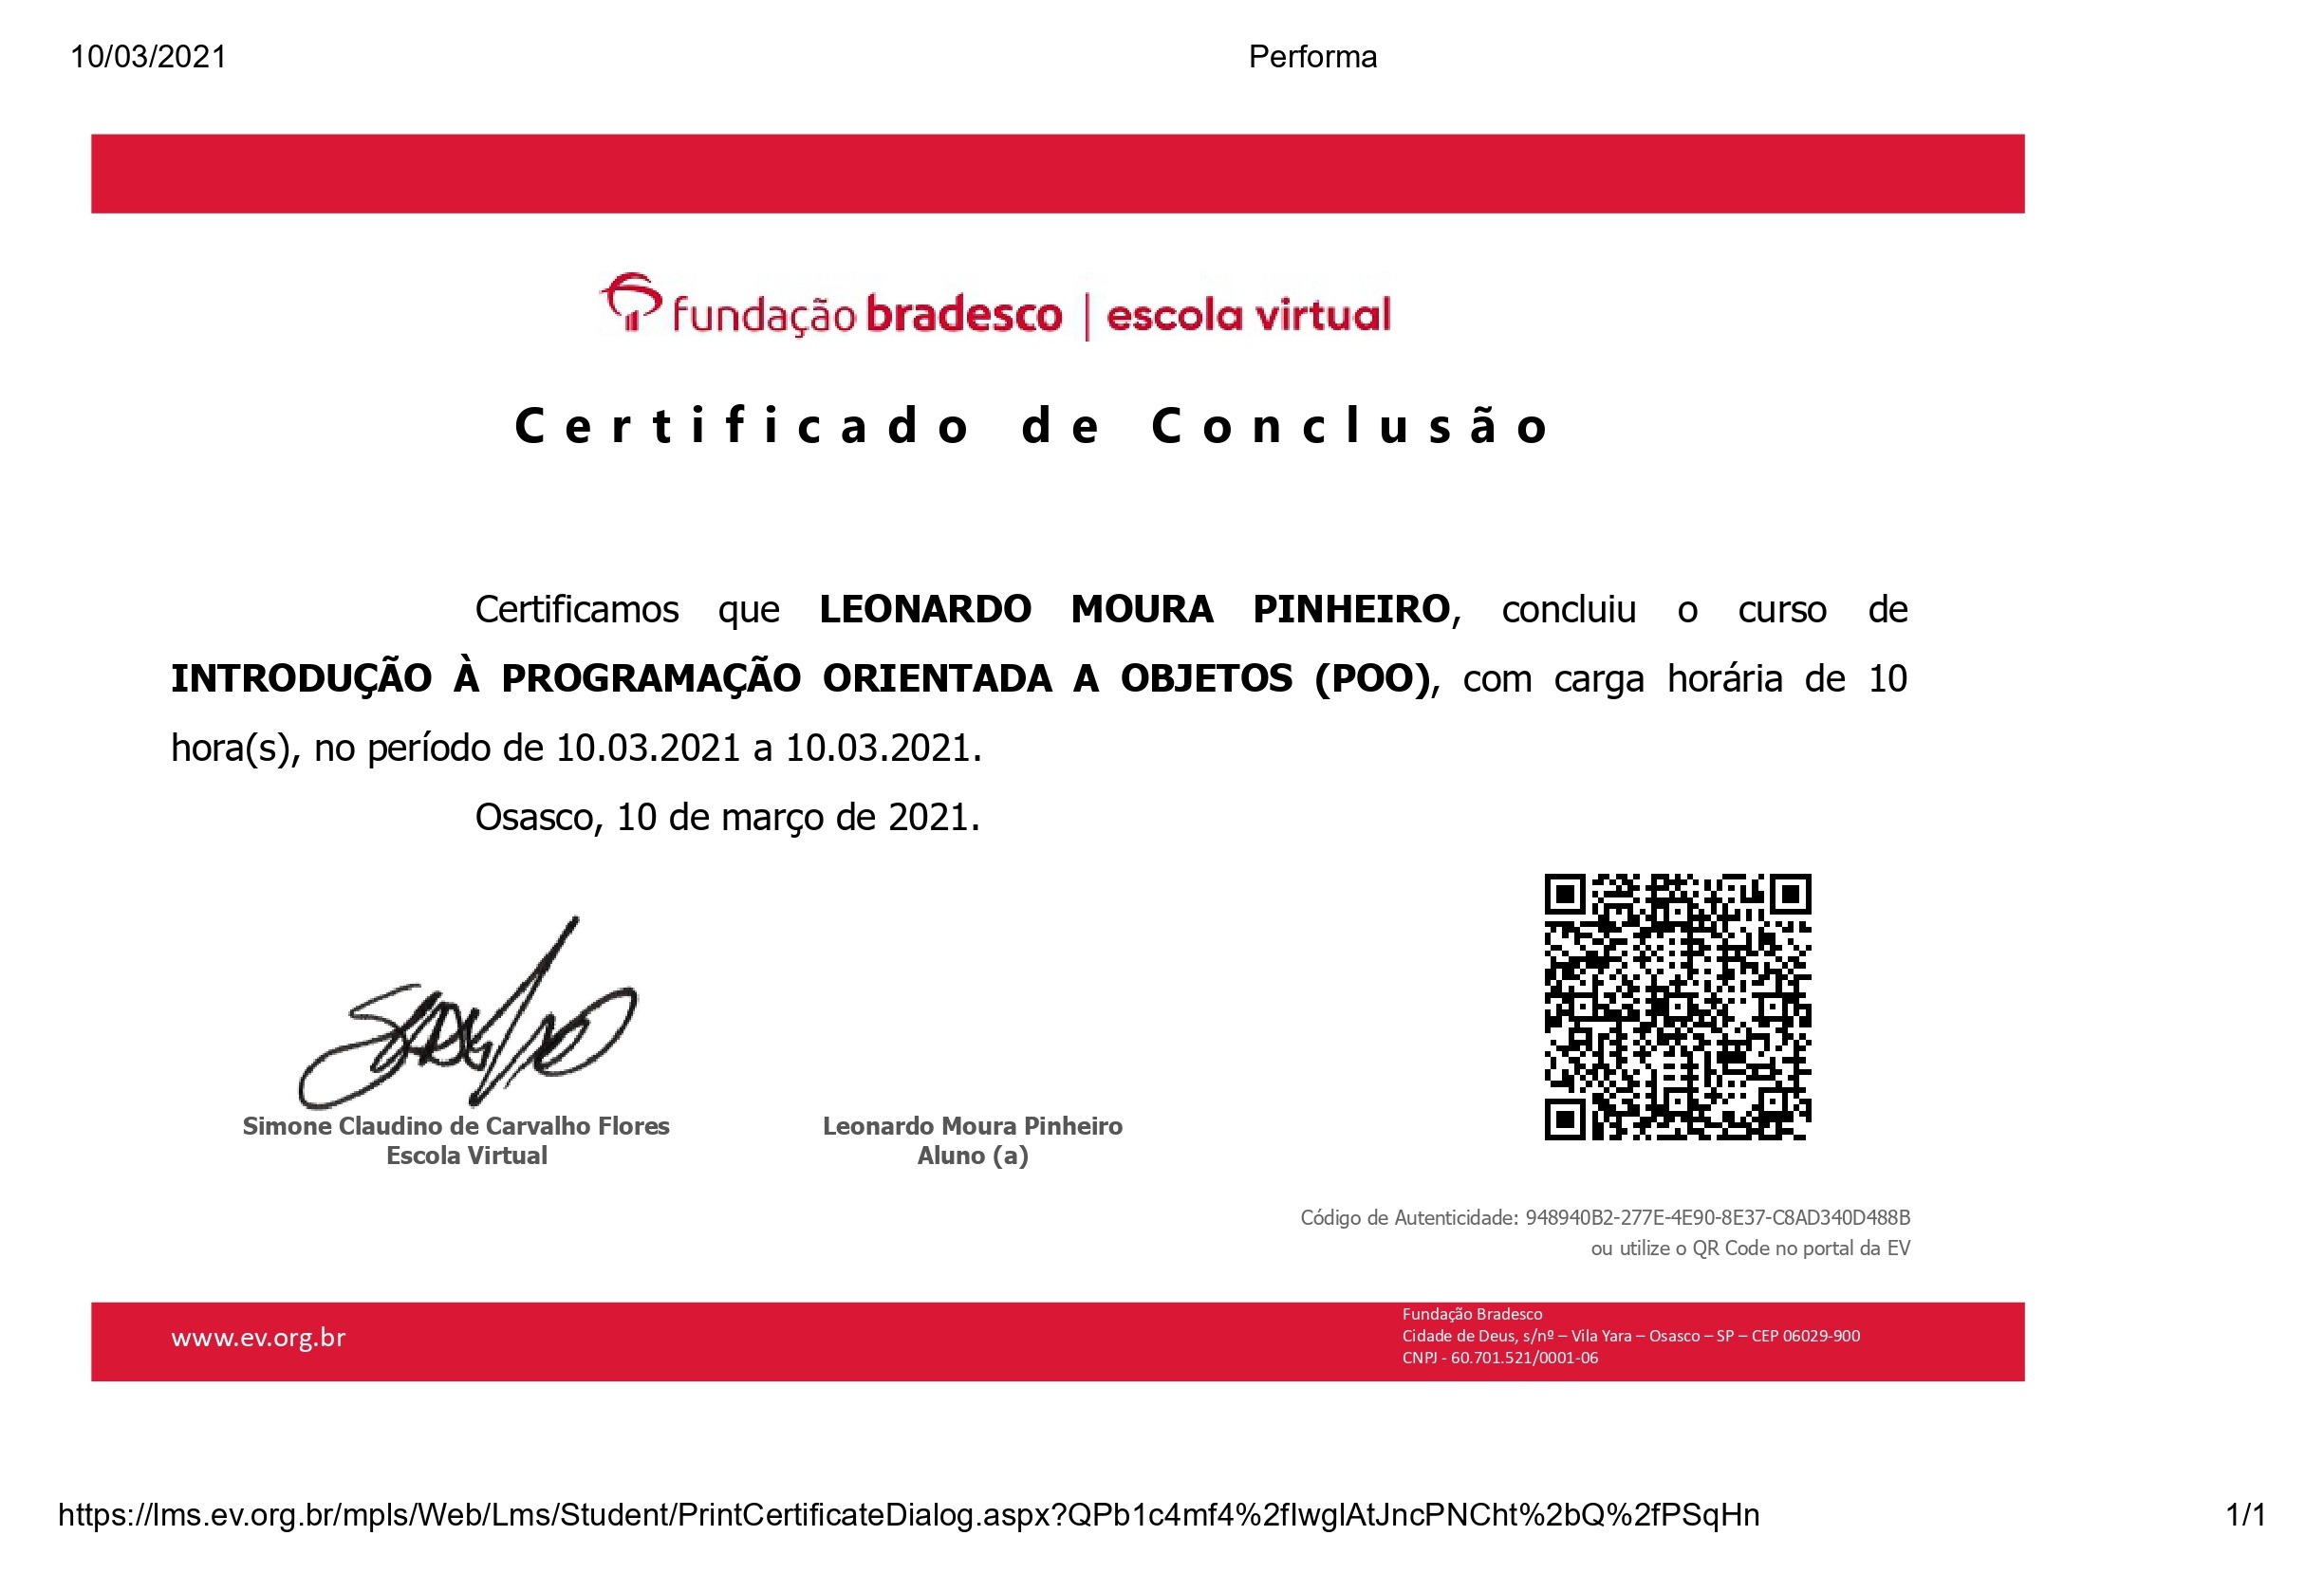 10/03/2021 Performa
fundação bradesco | escola virtual
Certificado de Conclusão
Certificamos que LEONARDO MOURA PINHEIRO, concluiu o curso de
INTRODUÇÃO À PROGRAMAÇÃO ORIENTADA A OBJETOS (POO), com carga horária de 10
hora(s), no período de 10.03.2021 a 10.03.2021.
Osasco, 10 de março de 2021.
Simone Claudino de Carvalho Flores
Escola Virtual
Leonardo Moura Pinheiro
Aluno (a)
Código de Autenticidade: 948940B2-277E-4E90-8E37-C8AD340D488B
ou utilize o QR Code no portal da EV
www.ev.org.br
Fundação Bradesco
Cidade de Deus, s/nº – Vila Yara – Osasco – SP – CEP 06029-900
CNPJ - 60.701.521/0001-06
https://lms.ev.org.br/mpls/Web/Lms/Student/PrintCertificateDialog.aspx?QPb1c4mf4%2fIwglAtJncPNCht%2bQ%2fPSqHn 1/1